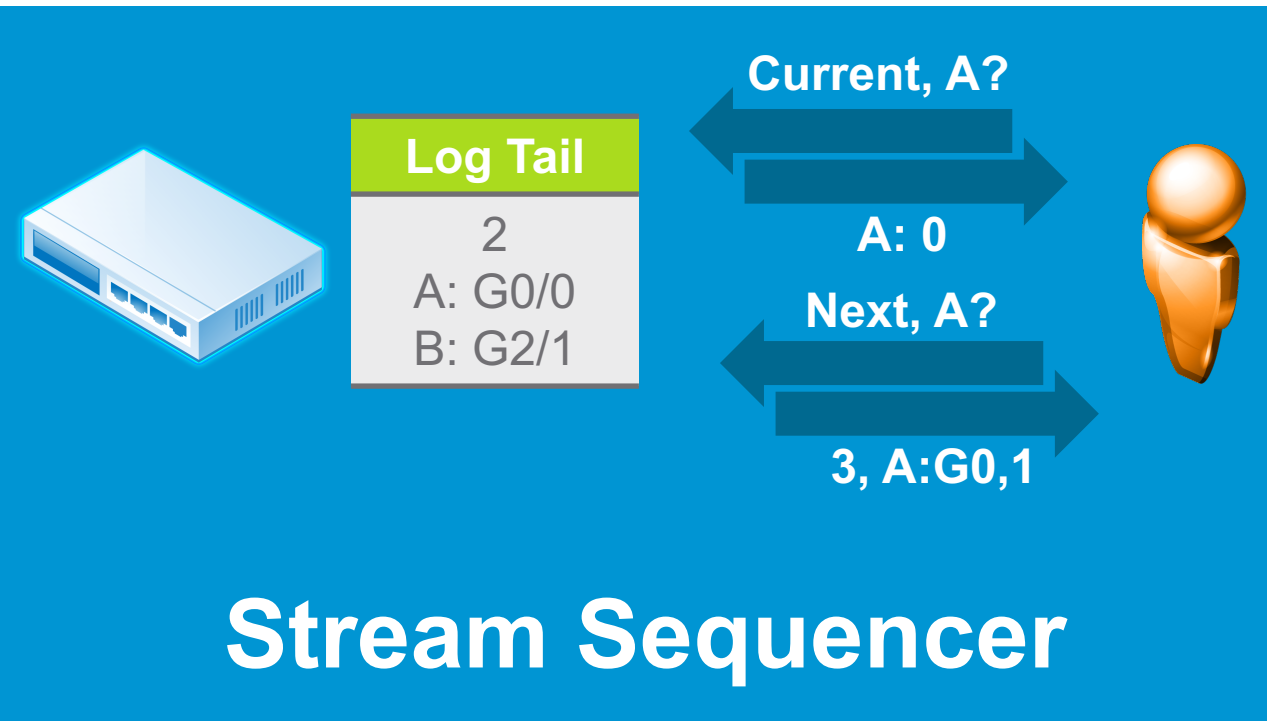 Current, A?
Log Tail
2
A: G0/0
B: G2/1
A: 0
Next, A?
3, A:G0,1
Stream Sequencer